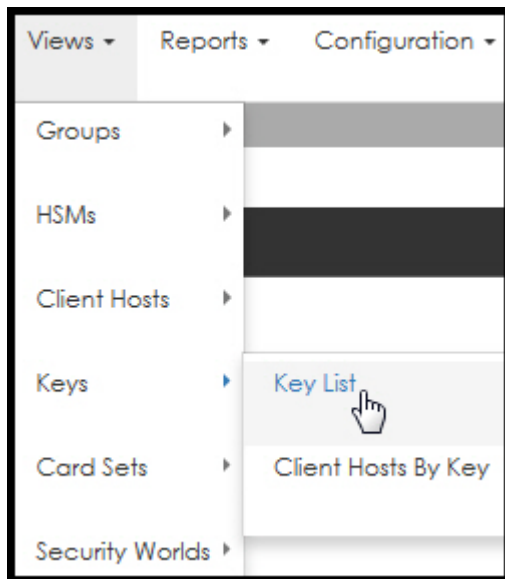 Views Reports Configuration
Groups
HSMs
Client Hosts
Keys
Key List
Card Sets
Client Hosts By Key
Security Worlds